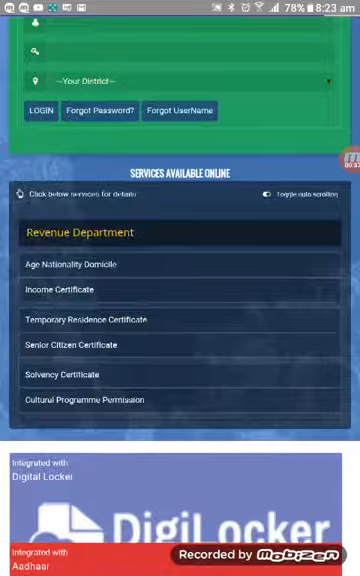 78% 8:23 am
--Your District--
LOGIN Forgot Password? Forgot UserName
SERVICES AVAILABLE ONLINE
Click below services for details Toggle auto scrolling
Revenue Department
Age Nationality Domicile
Income Certificate
Temporary Residence Certificate
Senior Citizen Certificate
Solvency Certificate
Cultural Programme Permission
Integrated with
Digital Locker
DigiLocker
Integrated with
Aadhaar
Recorded by mobizen